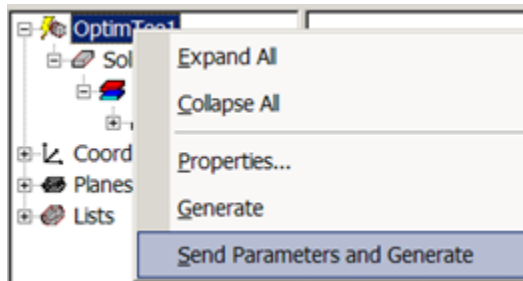 OptimTee1
Sol
Expand All
Collapse All
Coord
Properties...
Planes
Generate
Lists
Send Parameters and Generate